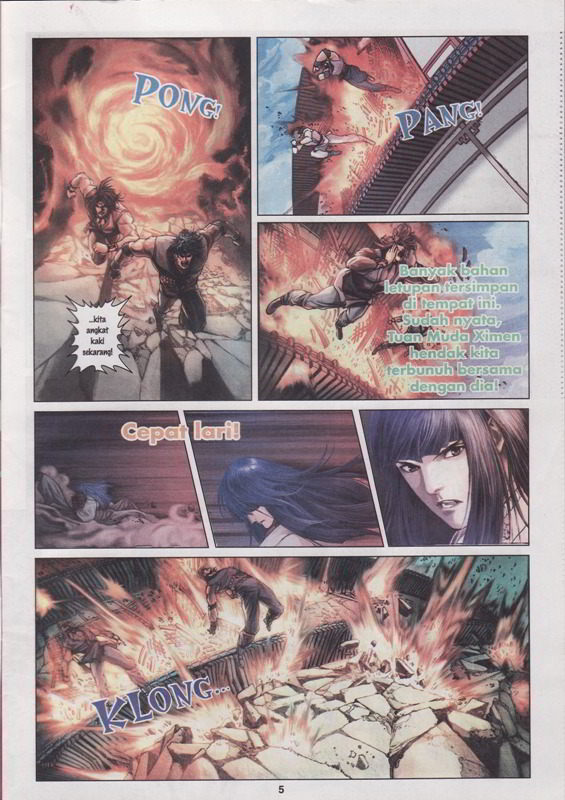 PONG!
..kita
angkat
kaki
sekarang!
PANG!
Banyak bahan
letupan tersimpan
di tempat ini.
Sudah nyata,
Tuan Muda Ximen
hendak kita
terbunuh bersama
dengan dia!
Cepat lari!
KLONG...
5